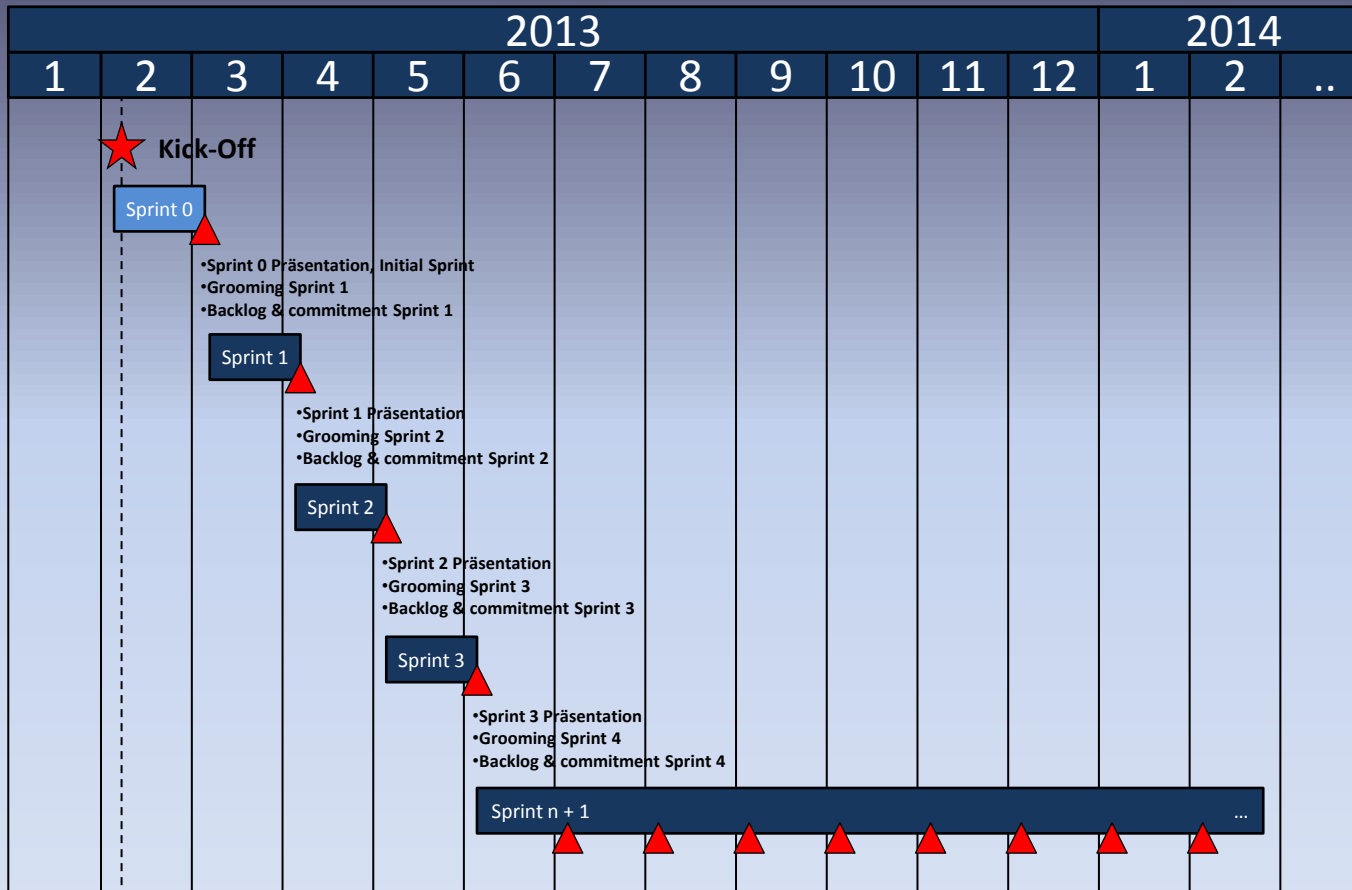 2013 2014
1 2 3 4 5 6 7 8 9 10 11 12 1 2 ..
Kick-Off
Sprint 0
•Sprint 0 Präsentation, Initial Sprint
•Grooming Sprint 1
•Backlog & commitment Sprint 1
Sprint 1
•Sprint 1 Präsentation
•Grooming Sprint 2
•Backlog & commitment Sprint 2
Sprint 2
•Sprint 2 Präsentation
•Grooming Sprint 3
•Backlog & commitment Sprint 3
Sprint 3
•Sprint 3 Präsentation
•Grooming Sprint 4
•Backlog & commitment Sprint 4
Sprint n + 1 ...